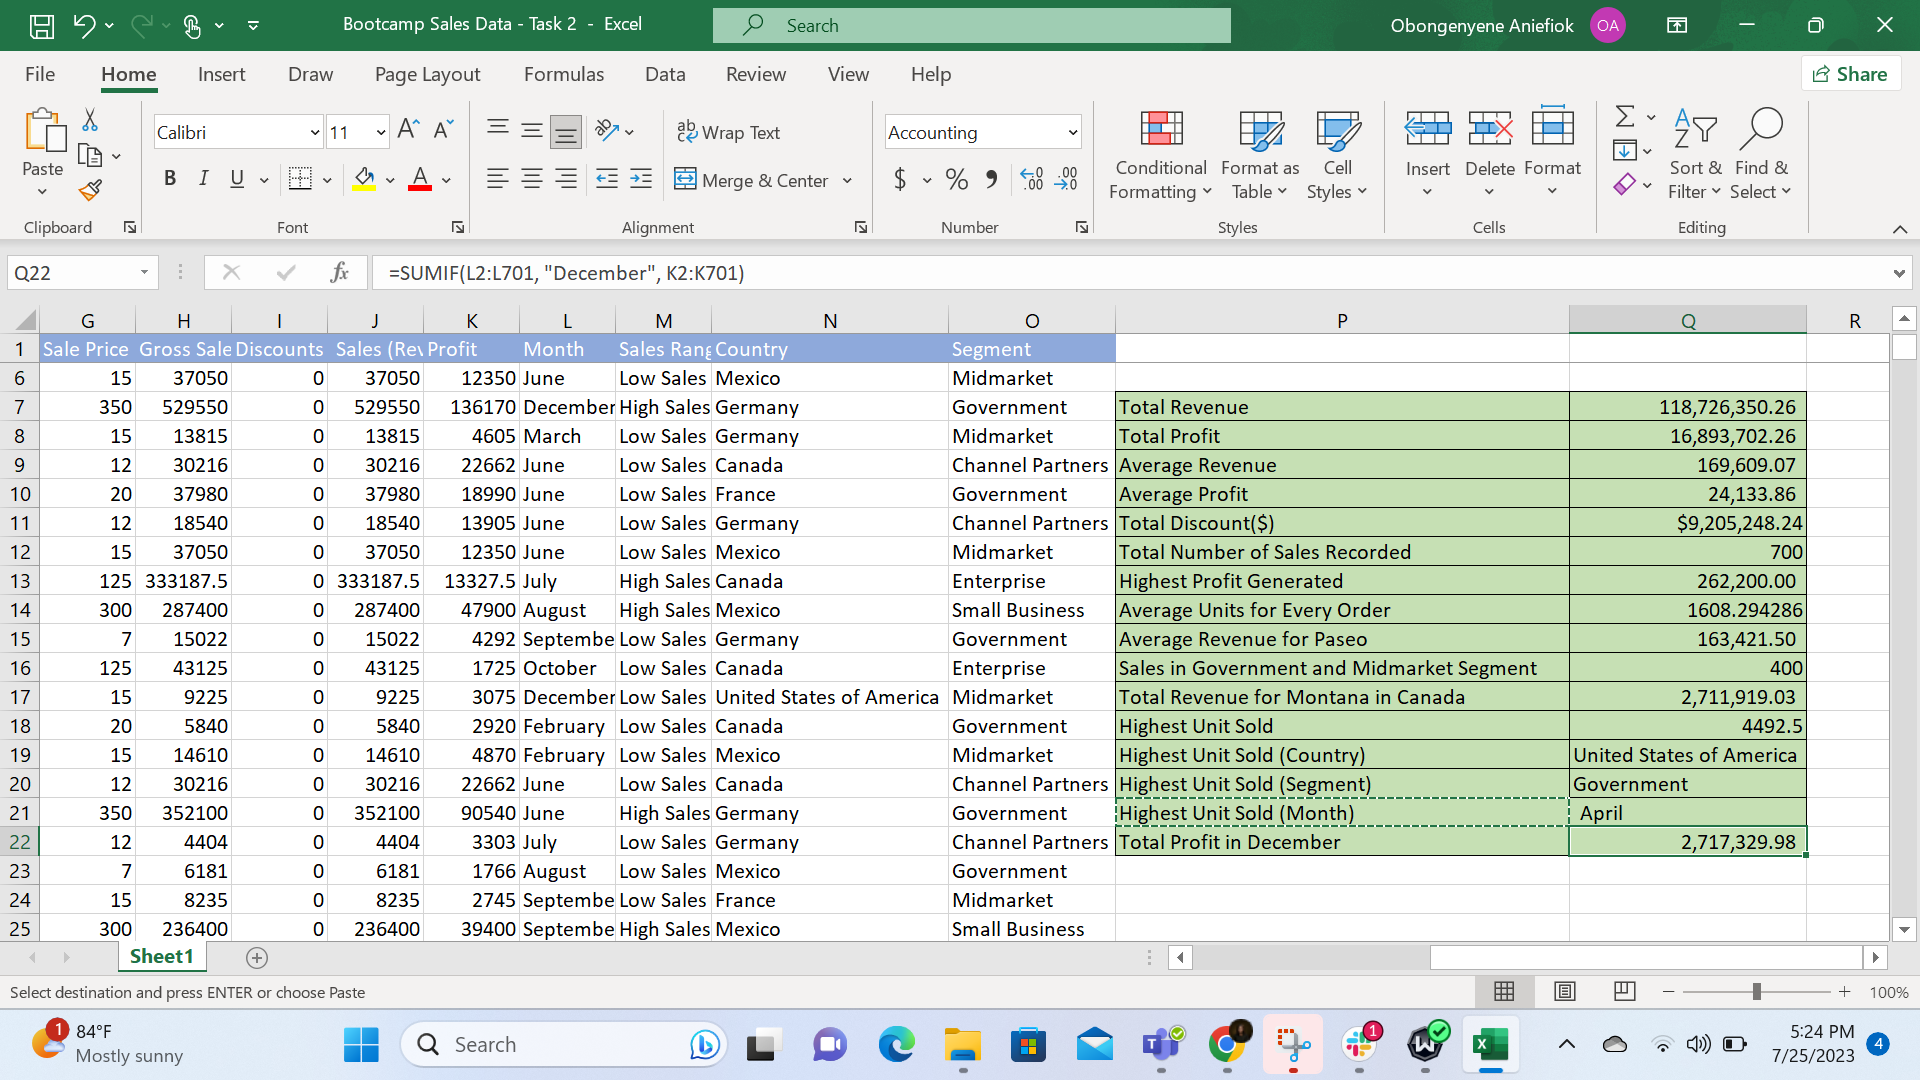 Bootcamp Sales Data - Task 2 - Excel
Search
Obongenyene Aniefiok
OA
File
Home
Insert
Draw
Page Layout
Formulas
Data
Review
View
Help
Share
Paste
Clipboard
Calibri
11
B I U
Font
Wrap Text
Merge & Center
Alignment
Accounting
$ % 9
Number
Conditional Formatting
Format as Table
Cell Styles
Styles
Insert
Delete
Format
Cells
Sort & Filter
Find & Select
Editing
Q22
fx
=SUMIF(L2:L701, "December", K2:K701)
G H I J K L M N O P Q R
1 Sale Price Gross Sale Discounts Sales (Rev Profit Month Sales Rang Country Segment
6 15 37050 0 37050 12350 June Low Sales Mexico Midmarket
7 350 529550 0 529550 136170 December High Sales Germany Government Total Revenue 118,726,350.26
8 15 13815 0 13815 4605 March Low Sales Germany Midmarket Total Profit 16,893,702.26
9 12 30216 0 30216 22662 June Low Sales Canada Channel Partners Average Revenue 169,609.07
10 20 37980 0 37980 18990 June Low Sales France Government Average Profit 24,133.86
11 12 18540 0 18540 13905 June Low Sales Germany Channel Partners Total Discount($) $9,205,248.24
12 15 37050 0 37050 12350 June Low Sales Mexico Midmarket Total Number of Sales Recorded 700
13 125 333187.5 0 333187.5 13327.5 July High Sales Canada Enterprise Highest Profit Generated 262,200.00
14 300 287400 0 287400 47900 August High Sales Mexico Small Business Average Units for Every Order 1608.294286
15 7 15022 0 15022 4292 Septembe Low Sales Germany Government Average Revenue for Paseo 163,421.50
16 125 43125 0 43125 1725 October Low Sales Canada Enterprise Sales in Government and Midmarket Segment 400
17 15 9225 0 9225 3075 December Low Sales United States of America Midmarket Total Revenue for Montana in Canada 2,711,919.03
18 20 5840 0 5840 2920 February Low Sales Canada Government Highest Unit Sold 4492.5
19 15 14610 0 14610 4870 February Low Sales Mexico Midmarket Highest Unit Sold (Country) United States of America
20 12 30216 0 30216 22662 June Low Sales Canada Channel Partners Highest Unit Sold (Segment) Government
21 350 352100 0 352100 90540 June High Sales Germany Government Highest Unit Sold (Month) April
22 12 4404 0 4404 3303 July Low Sales Germany Channel Partners Total Profit in December 2,717,329.98
23 7 6181 0 6181 1766 August Low Sales Mexico Government
24 15 8235 0 8235 2745 Septembe Low Sales France Midmarket
25 300 236400 0 236400 39400 Septembe High Sales Mexico Small Business
Sheet1
Select destination and press ENTER or choose Paste
100%
1
84°F
Mostly sunny
Search
1
5:24 PM
7/25/2023
4